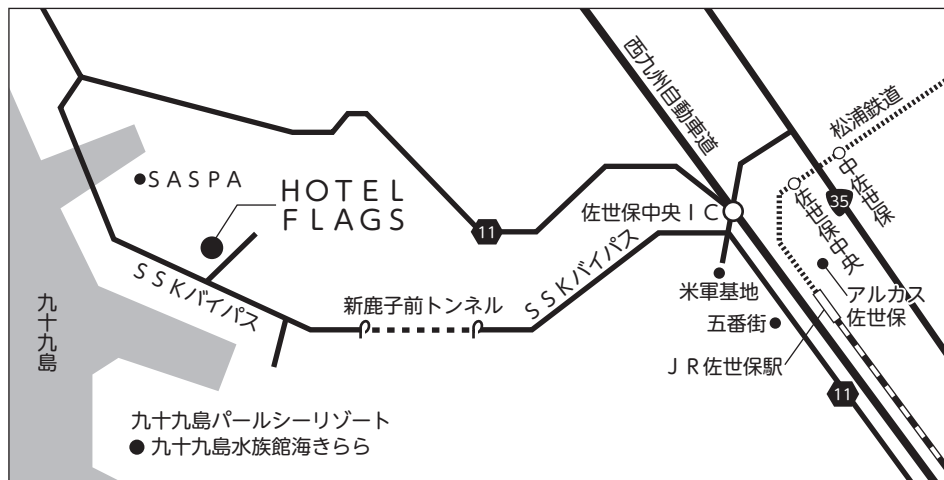 西九州自動車道
松浦鉄道
中佐世保
佐世保中央
35
SASPA
HOTEL
FLAGS
11
佐世保中央IC
SSKバイパス
SSKバイパス
新鹿子前トンネル
米軍基地
アルカス
佐世保
五番街
JR佐世保駅
11
九十九島
九十九島パールシーリゾート
九十九島水族館海きらら